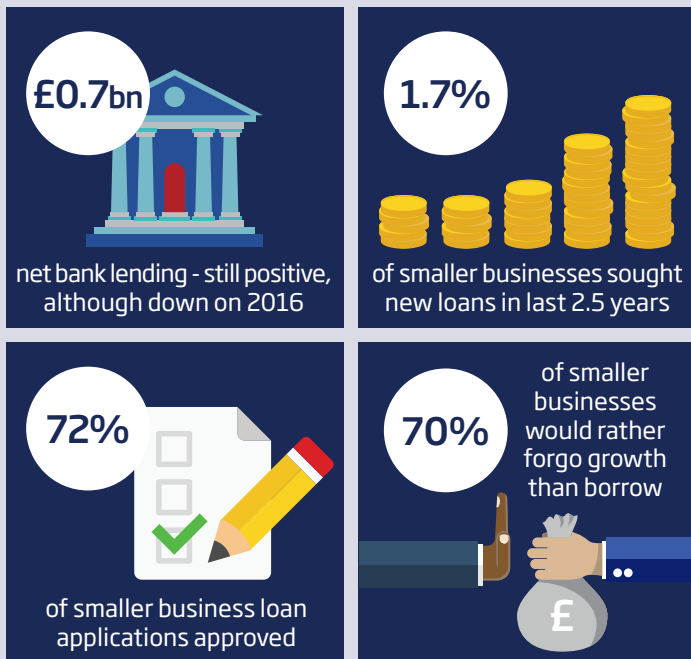 £0.7bn
net bank lending - still positive,
although down on 2016
1.7%
of smaller businesses sought
new loans in last 2.5 years
72%
of smaller business loan
applications approved
70%
of smaller
businesses
would rather
forgo growth
than borrow
£